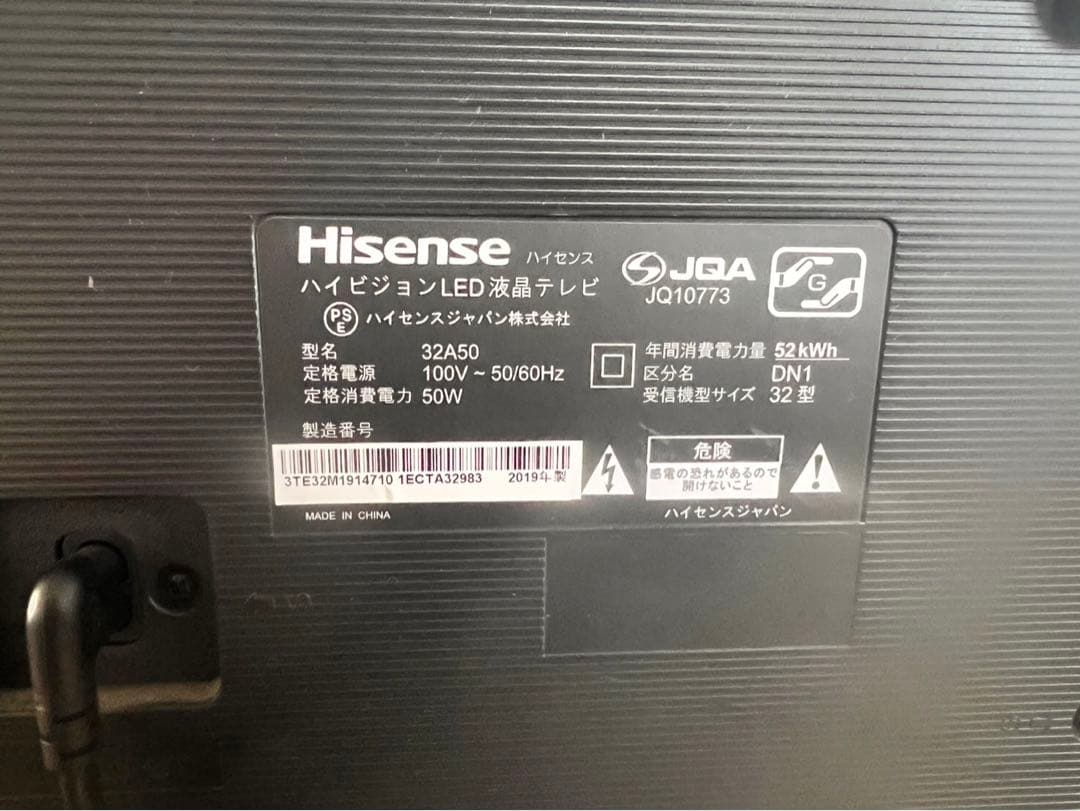 Hisense ハイセンス
ハイビジョンLED液晶テレビ
PS
E
ハイセンスジャパン株式会社
JQA
JQ10773
G
型名 32A50
定格電源 100V ~ 50/60Hz
定格消費電力 50W
年間消費電力量 52kWh
区分名 DN1
受信機型サイズ 32型
製造番号
3TE32M1914710 1ECTA32983 2019年製
MADE IN CHINA
危険
感電の恐れがあるので
開けないこと
ハイセンスジャパン